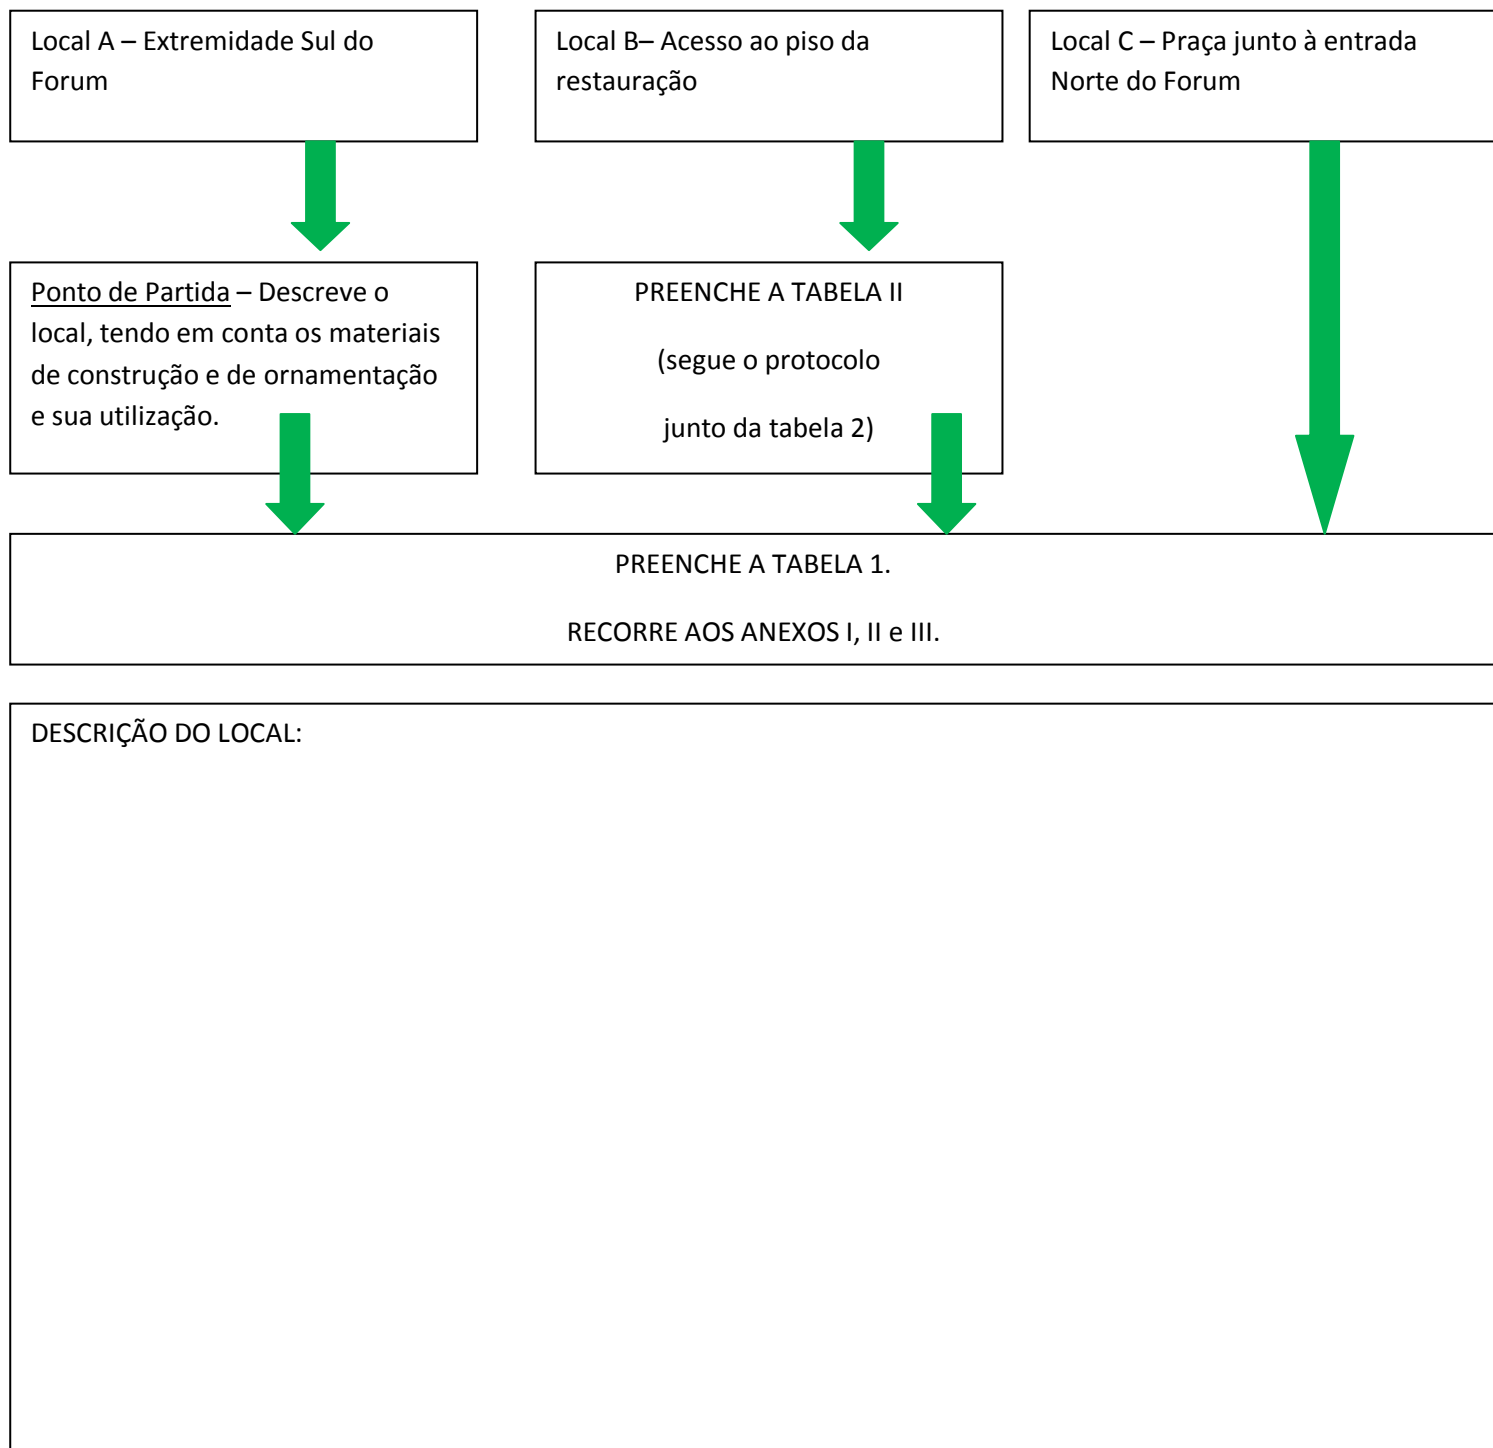 Local A – Extremidade Sul do
Forum
Local B– Acesso ao piso da
restauração
Local C – Praça junto à entrada
Norte do Forum
Ponto de Partida – Descreve o
local, tendo em conta os materiais
de construção e de ornamentação
e sua utilização.
PREENCHE A TABELA II
(segue o protocolo
junto da tabela 2)
PREENCHE A TABELA 1.
RECORRE AOS ANEXOS I, II e III.
DESCRIÇÃO DO LOCAL: